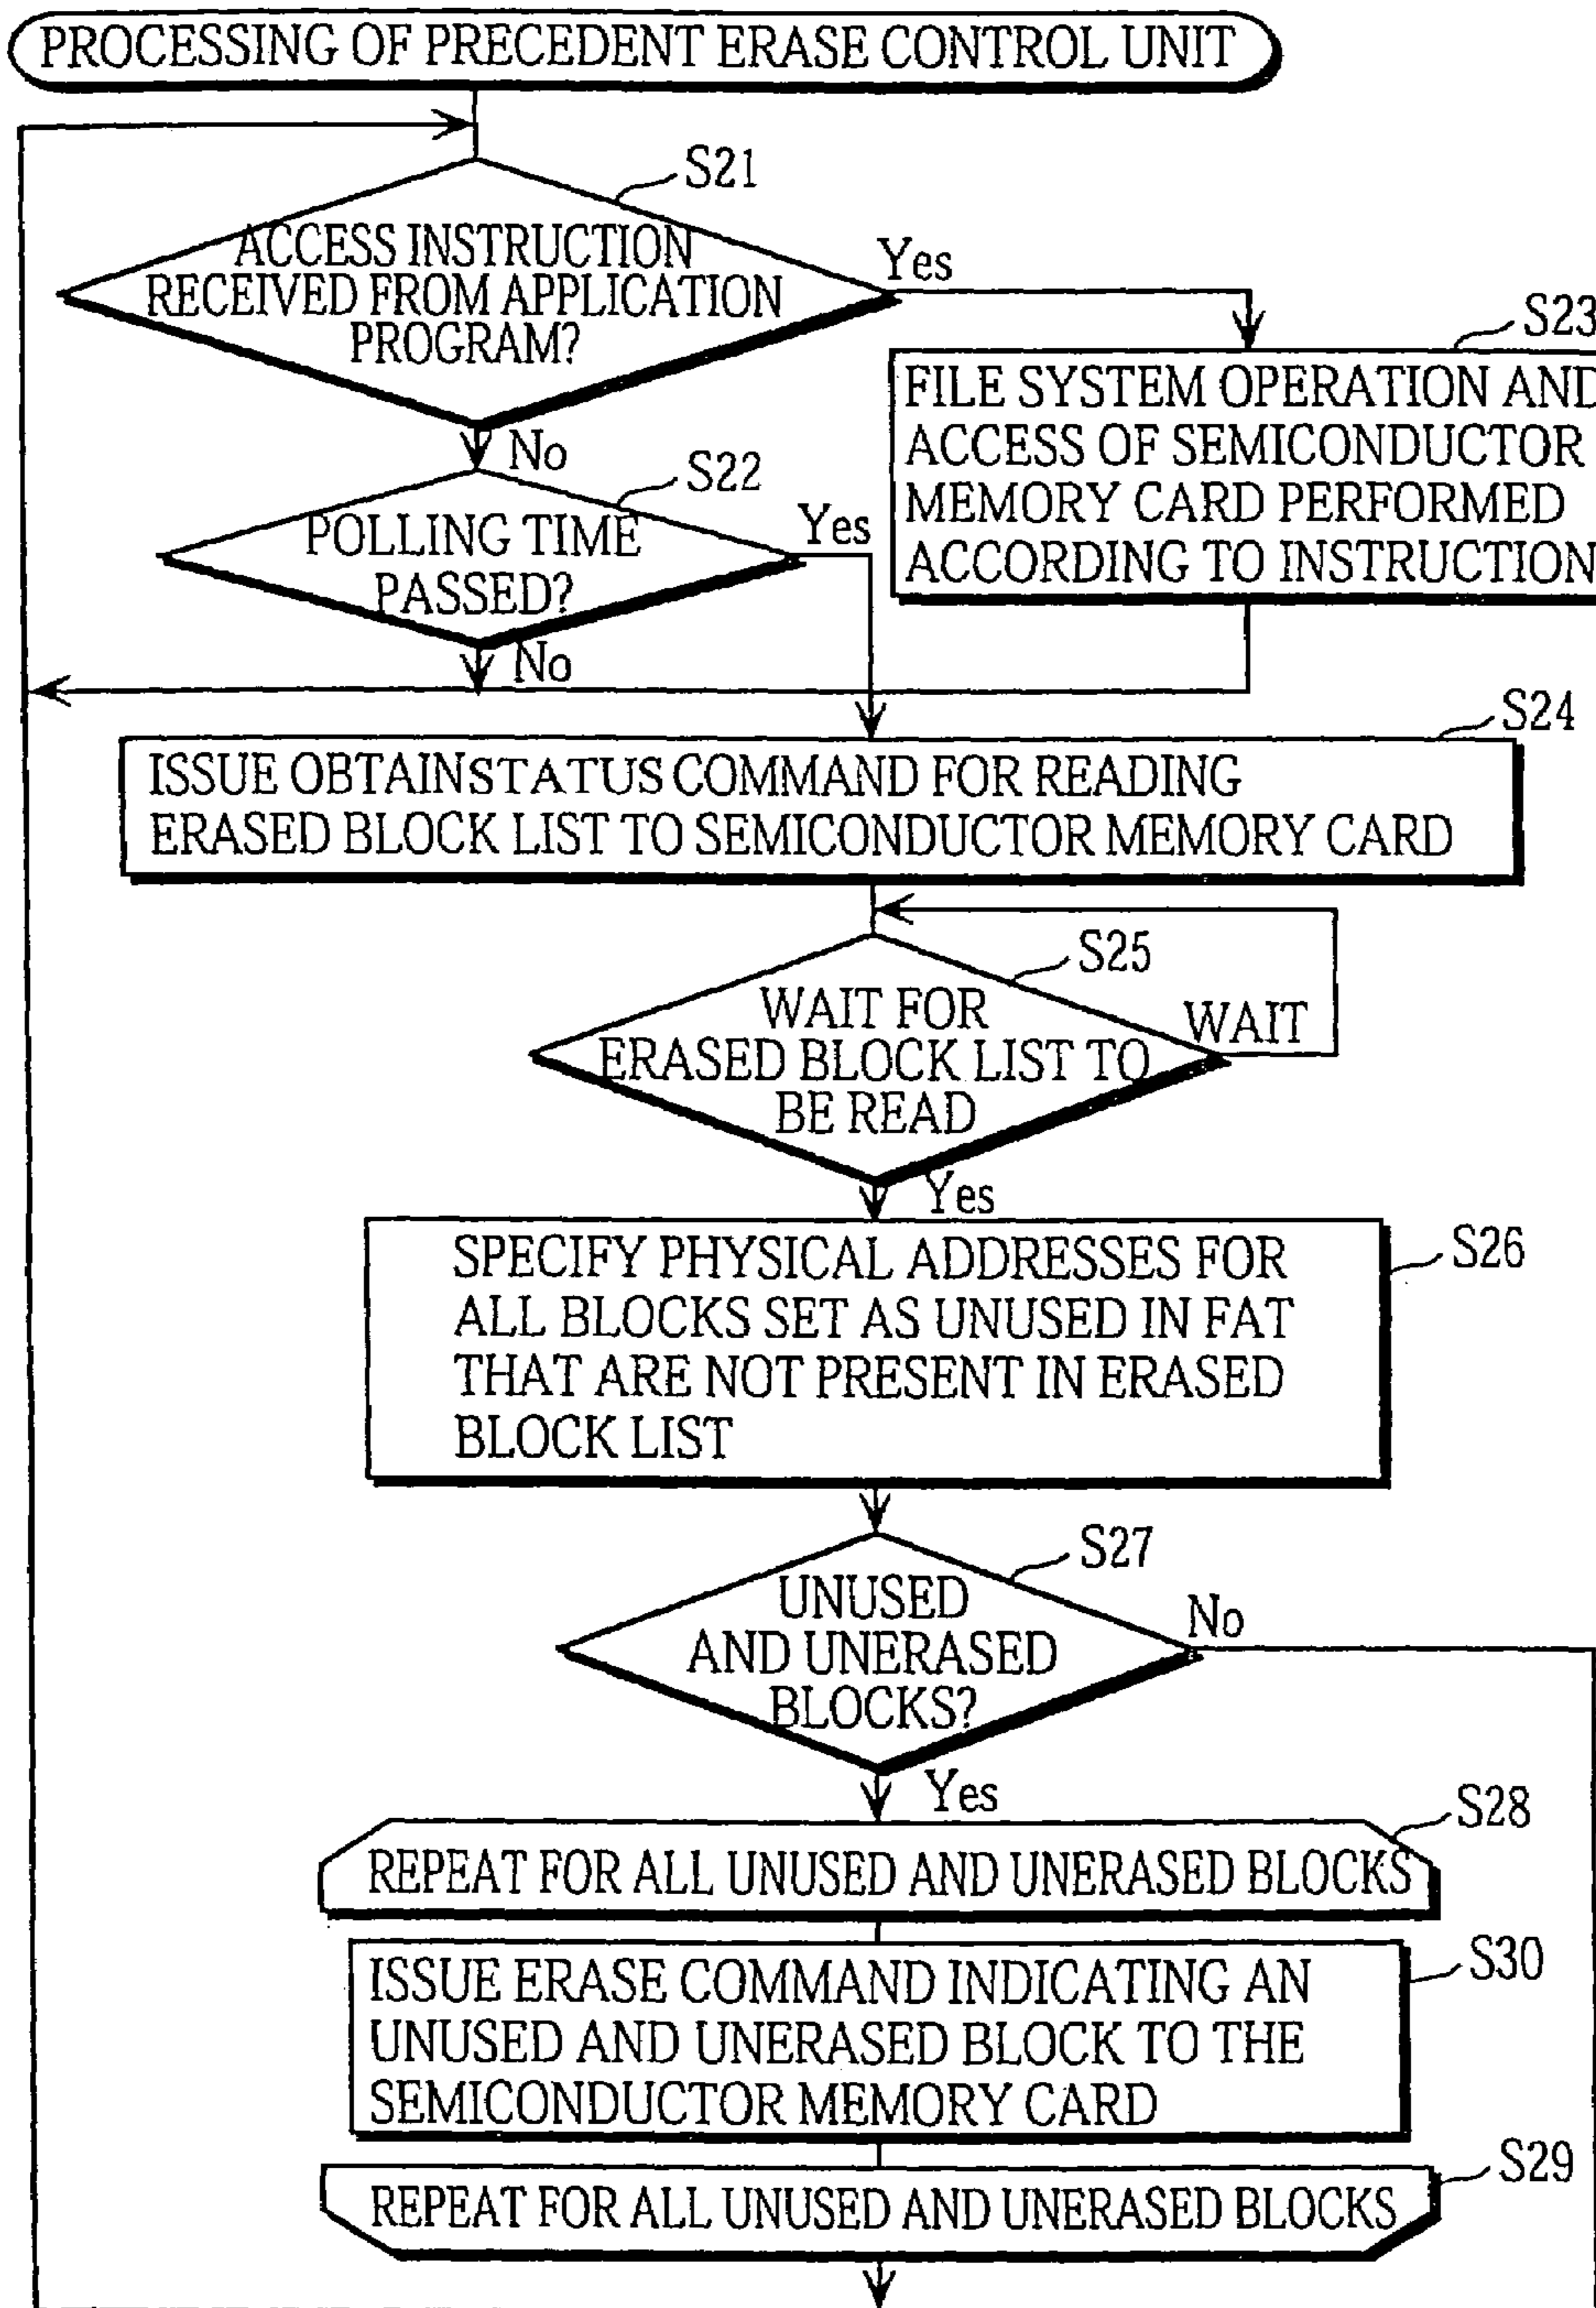 PROCESSING OF PRECEDENT ERASE CONTROL UNIT
S21
ACCESS INSTRUCTION
RECEIVED FROM APPLICATION
PROGRAM?
Yes
No
S23
FILE SYSTEM OPERATION AND
ACCESS OF SEMICONDUCTOR
MEMORY CARD PERFORMED
ACCORDING TO INSTRUCTION
S22
POLLING TIME
PASSED?
Yes
No
S24
ISSUE OBTAINSTATUS COMMAND FOR READING
ERASED BLOCK LIST TO SEMICONDUCTOR MEMORY CARD
S25
WAIT FOR
ERASED BLOCK LIST TO
BE READ
WAIT
Yes
S26
SPECIFY PHYSICAL ADDRESSES FOR
ALL BLOCKS SET AS UNUSED IN FAT
THAT ARE NOT PRESENT IN ERASED
BLOCK LIST
S27
UNUSED
AND UNERASED
BLOCKS?
No
Yes
S28
REPEAT FOR ALL UNUSED AND UNERASED BLOCKS
S30
ISSUE ERASE COMMAND INDICATING AN
UNUSED AND UNERASED BLOCK TO THE
SEMICONDUCTOR MEMORY CARD
S29
REPEAT FOR ALL UNUSED AND UNERASED BLOCKS